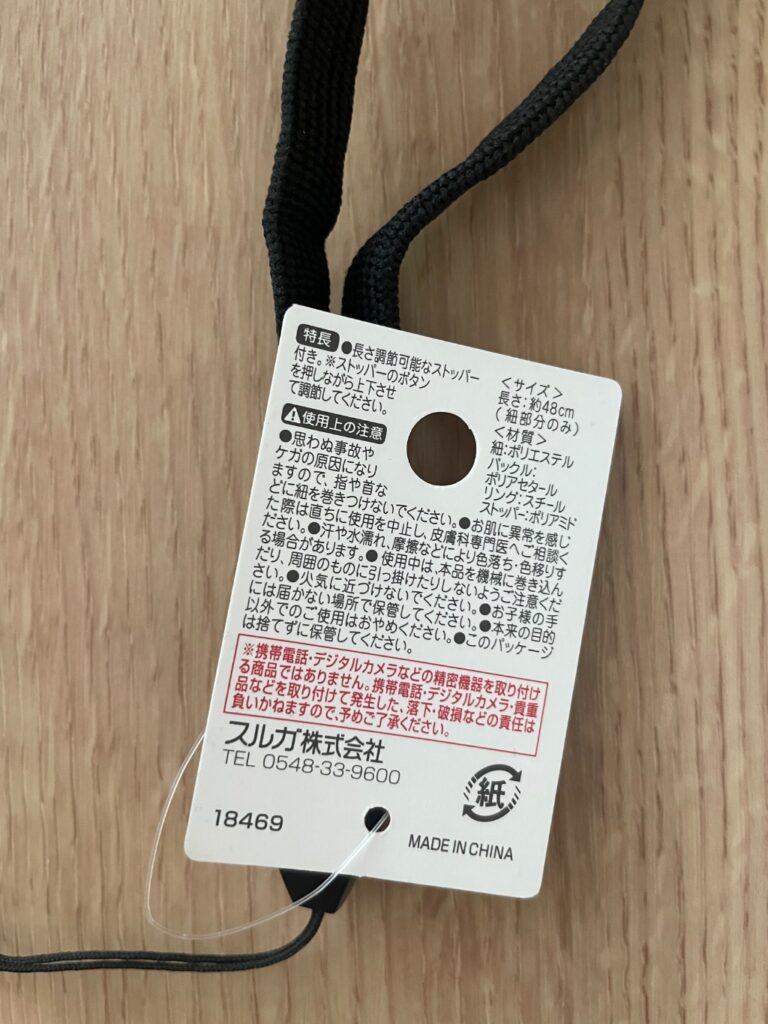 特長 ●長さ調節可能なストッパー
付き。※ストッパーのボタン
を押しながら上下させ
て調節してください。
⚠使用上の注意
●思わぬ事故や
ケガの原因になり
ますので、指や首な
どに紐を巻きつけないでください。●お肌に異常を感じ
た際は直ちに使用を中止し、皮膚科専門医へご相談く
ださい。●汗や水濡れ、摩擦などにより色落ち・色移りす
る場合があります。●使用中は、本品を機械に巻き込ん
だり、周囲のものに引っ掛けたりしないようご注意くだ
さい。●火気に近づけないでください。●お子様の手
には届かない場所で保管してください。●本来の目的
以外でのご使用はおやめください。●このパッケージ
は捨てずに保管してください。
<サイズ>
長さ:約48cm
(紐部分のみ)
<材質>
紐:ポリエステル
バックル:
ポリアセタール
リング:スチール
ストッパー:ポリアミド
※携帯電話・デジタルカメラなどの精密機器を取り付け
る商品ではありません。携帯電話・デジタルカメラ・貴重
品などを取り付けて発生した、落下・破損などの責任は
負いかねますので、予めご了承ください。
スルガ株式会社
TEL 0548-33-9600
紙
18469
MADE IN CHINA